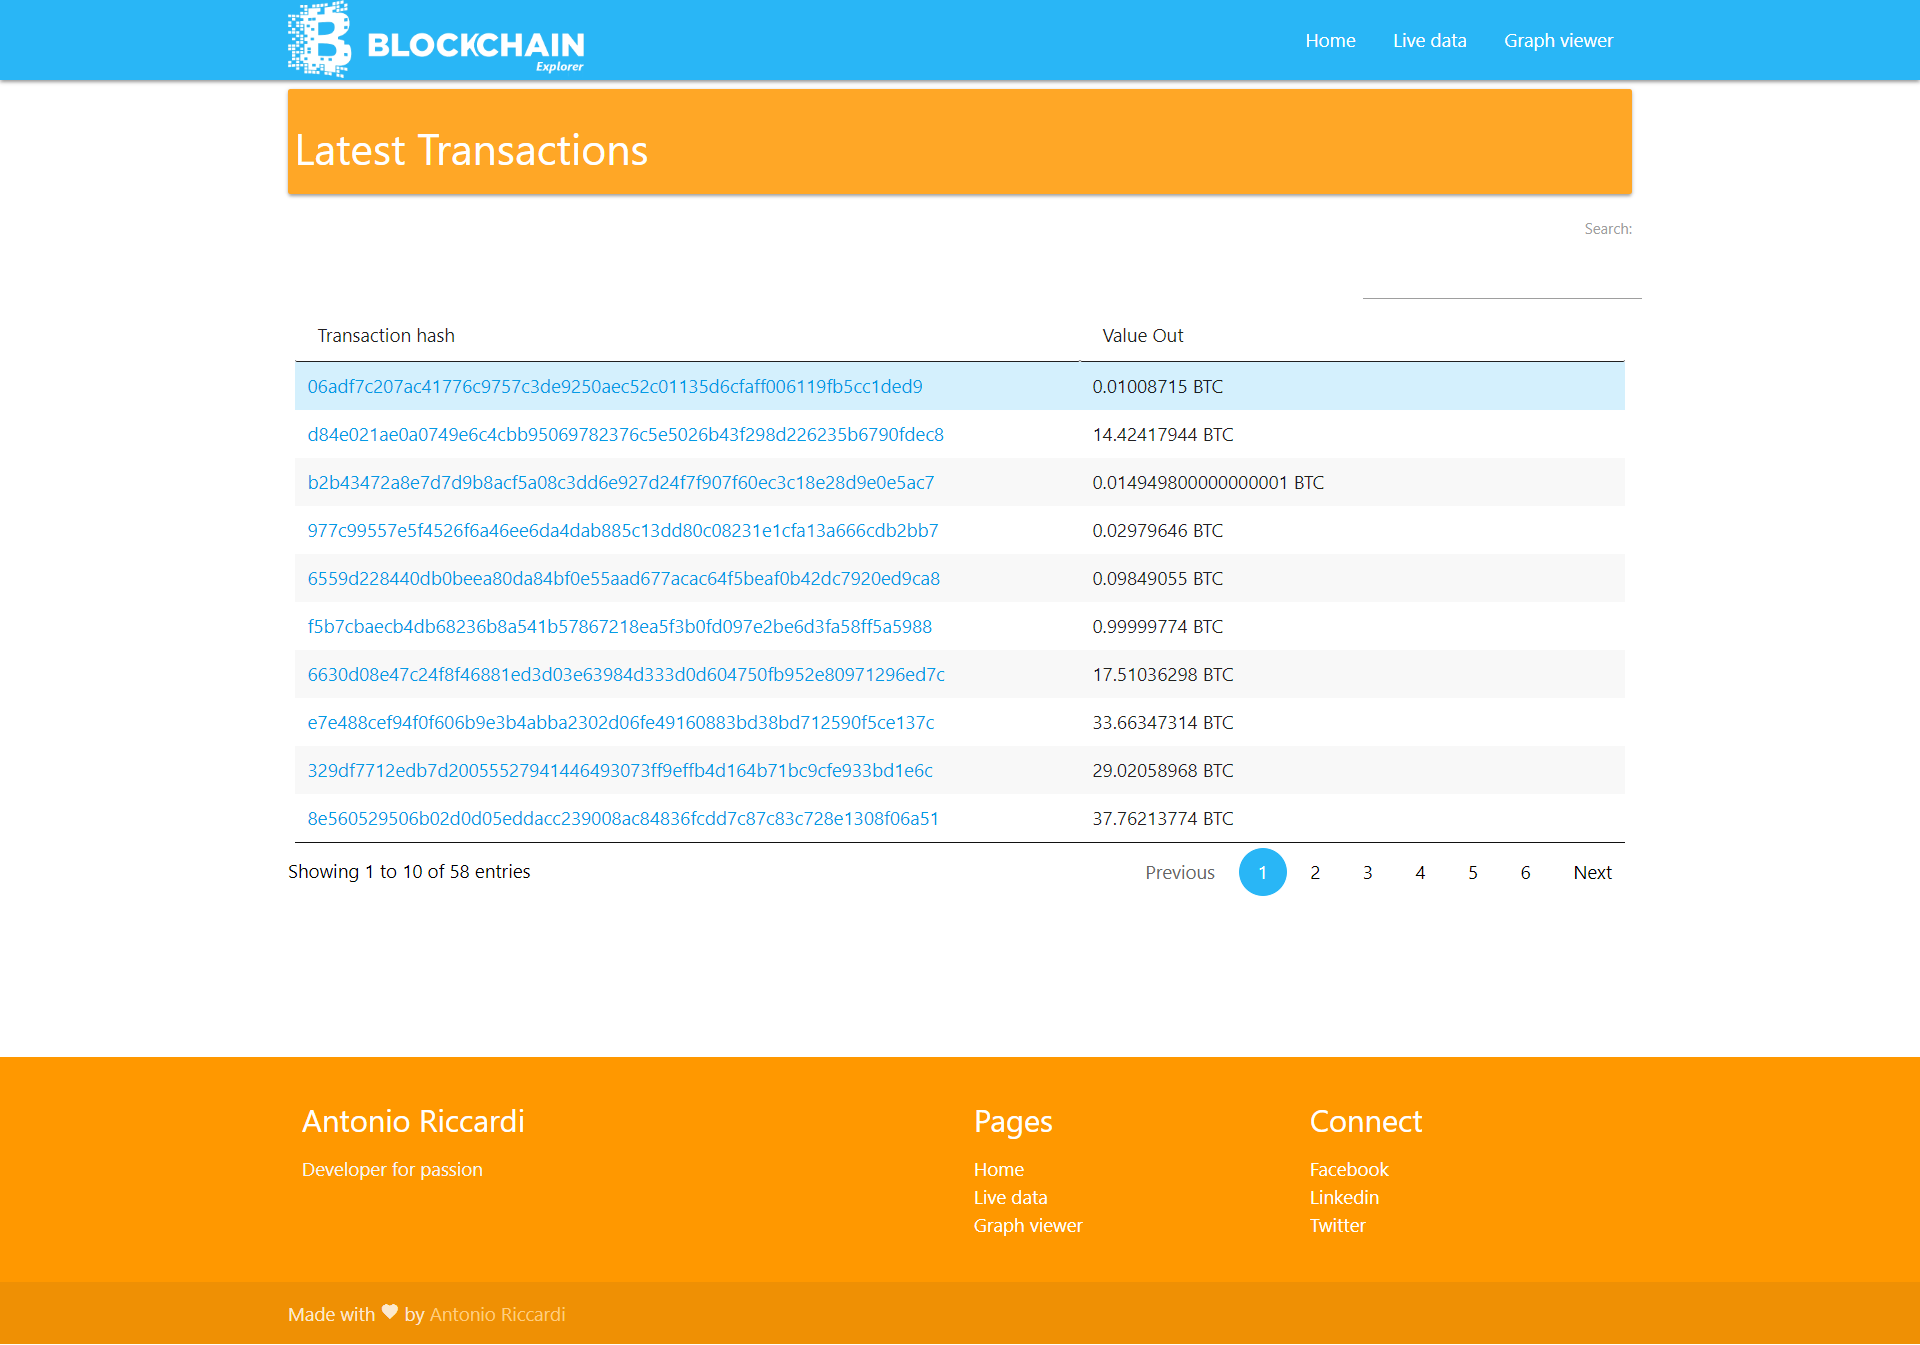 BLOCKCHAIN
Explorer
Home Live data Graph viewer
Latest Transactions
Search:
Transaction hash Value Out
06adf7c207ac41776c9757c3de9250aec52c01135d6cfaff006119fb5cc1ded9 0.01008715 BTC
d84e021ae0a0749e6c4cbb95069782376c5e5026b43f298d226235b6790fdec8 14.42417944 BTC
b2b43472a8e7d7d9b8acf5a08c3dd6e927d24f7f907f60ec3c18e28d9e0e5ac7 0.014949800000000001 BTC
977c99557e5f4526f6a46ee6da4dab885c13dd80c08231e1cfa13a666cdb2bb7 0.02979646 BTC
6559d228440db0beea80da84bf0e55aad677acac64f5beaf0b42dc7920ed9ca8 0.09849055 BTC
f5b7cbaecb4db68236b8a541b57867218ea5f3b0fd097e2be6d3fa58ff5a5988 0.99999774 BTC
6630d08e47c24f8f46881ed3d03e63984d333d0d604750fb952e80971296ed7c 17.51036298 BTC
e7e488cef94f0f606b9e3b4abba2302d06fe49160883bd38bd712590f5ce137c 33.66347314 BTC
329df7712edb7d20055527941446493073ff9effb4d164b71bc9cfe933bd1e6c 29.02058968 BTC
8e560529506b02d0d05eddacc239008ac84836fcdd7c87c83c728e1308f06a51 37.76213774 BTC
Showing 1 to 10 of 58 entries Previous 1 2 3 4 5 6 Next
Antonio Riccardi
Developer for passion
Pages
Home
Live data
Graph viewer
Connect
Facebook
Linkedin
Twitter
Made with by Antonio Riccardi